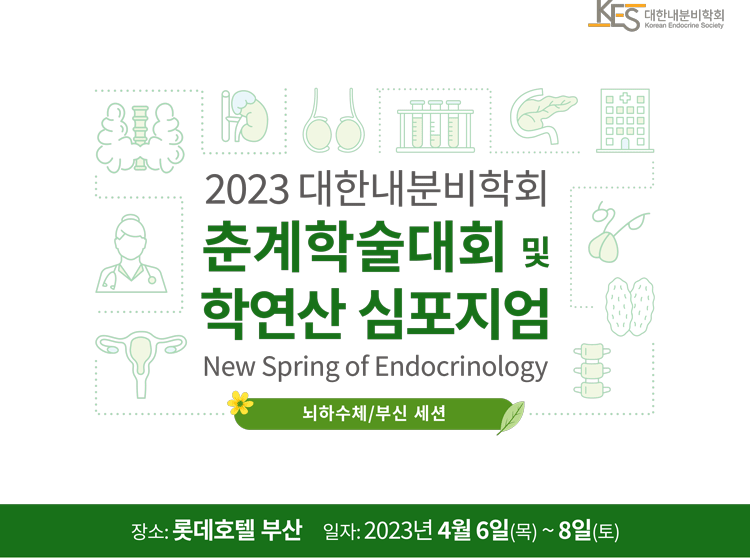 KES 대한내분비학회
Korean Endocrine Society
2023 대한내분비학회
춘계학술대회 및
학연산 심포지엄
New Spring of Endocrinology
뇌하수체/부신 세션
장소: 롯데호텔 부산 일자: 2023년 4월 6일(목) ~ 8일(토)